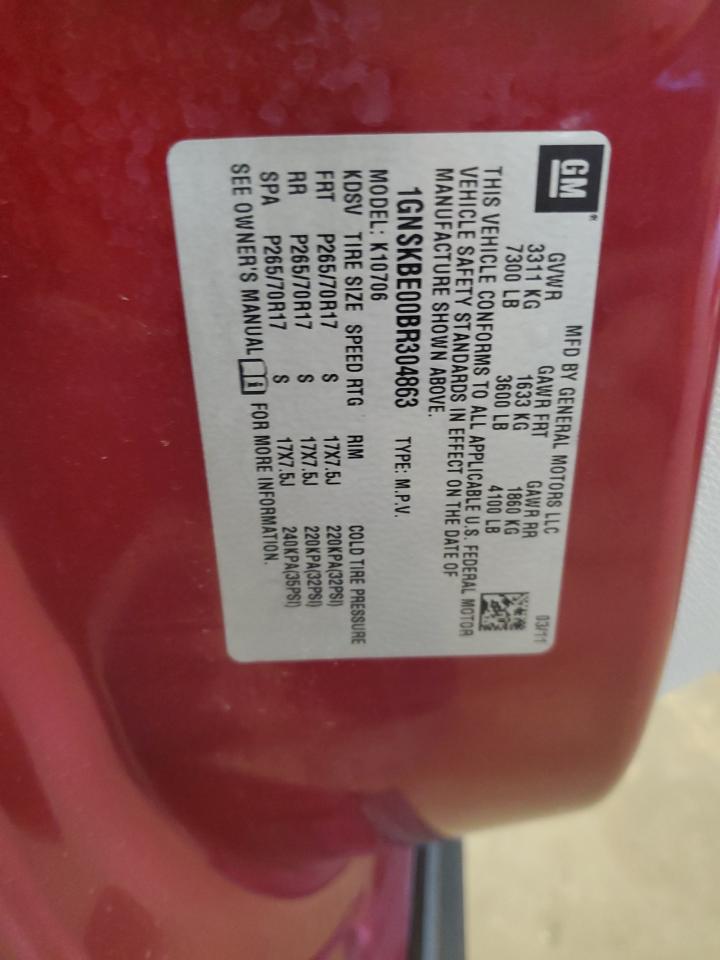 GM®
MFD BY GENERAL MOTORS LLC 03/11
GVWR GAWR FRT GAWR RR
3311 KG 1633 KG 1860 KG
7300 LB 3600 LB 4100 LB
THIS VEHICLE CONFORMS TO ALL APPLICABLE U.S. FEDERAL MOTOR
VEHICLE SAFETY STANDARDS IN EFFECT ON THE DATE OF
MANUFACTURE SHOWN ABOVE.
1GNSKBE00BR304863 TYPE: M.P.V.
MODEL: K10706
KDSV TIRE SIZE SPEED RTG RIM COLD TIRE PRESSURE
FRT P265/70R17 S 17X7.5J 220KPA(32PSI)
RR P265/70R17 S 17X7.5J 220KPA(32PSI)
SPA P265/70R17 S 17X7.5J 240KPA(35PSI)
SEE OWNER'S MANUAL i FOR MORE INFORMATION.